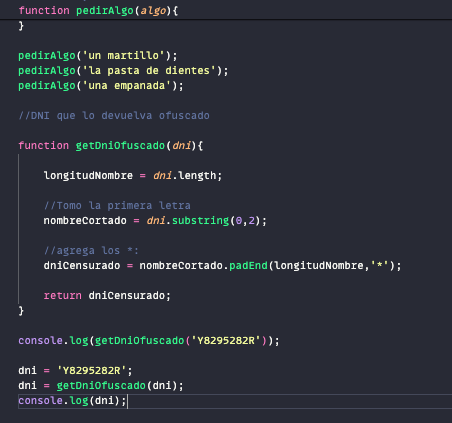 function pedirAlgo(algo){
}
pedirAlgo('un martillo');
pedirAlgo('la pasta de dientes');
pedirAlgo('una empanada');
//DNI que lo devuelva ofuscado
function getDniOfuscado(dni){
longitudNombre = dni.length;
//Tomo la primera letra
nombreCortado = dni.substring(0,2);
//agrega los *:
dniCensurado = nombreCortado.padEnd(longitudNombre,'*');
return dniCensurado;
}
console.log(getDniOfuscado('Y8295282R'));
dni = 'Y8295282R';
dni = getDniOfuscado(dni);
console.log(dni);